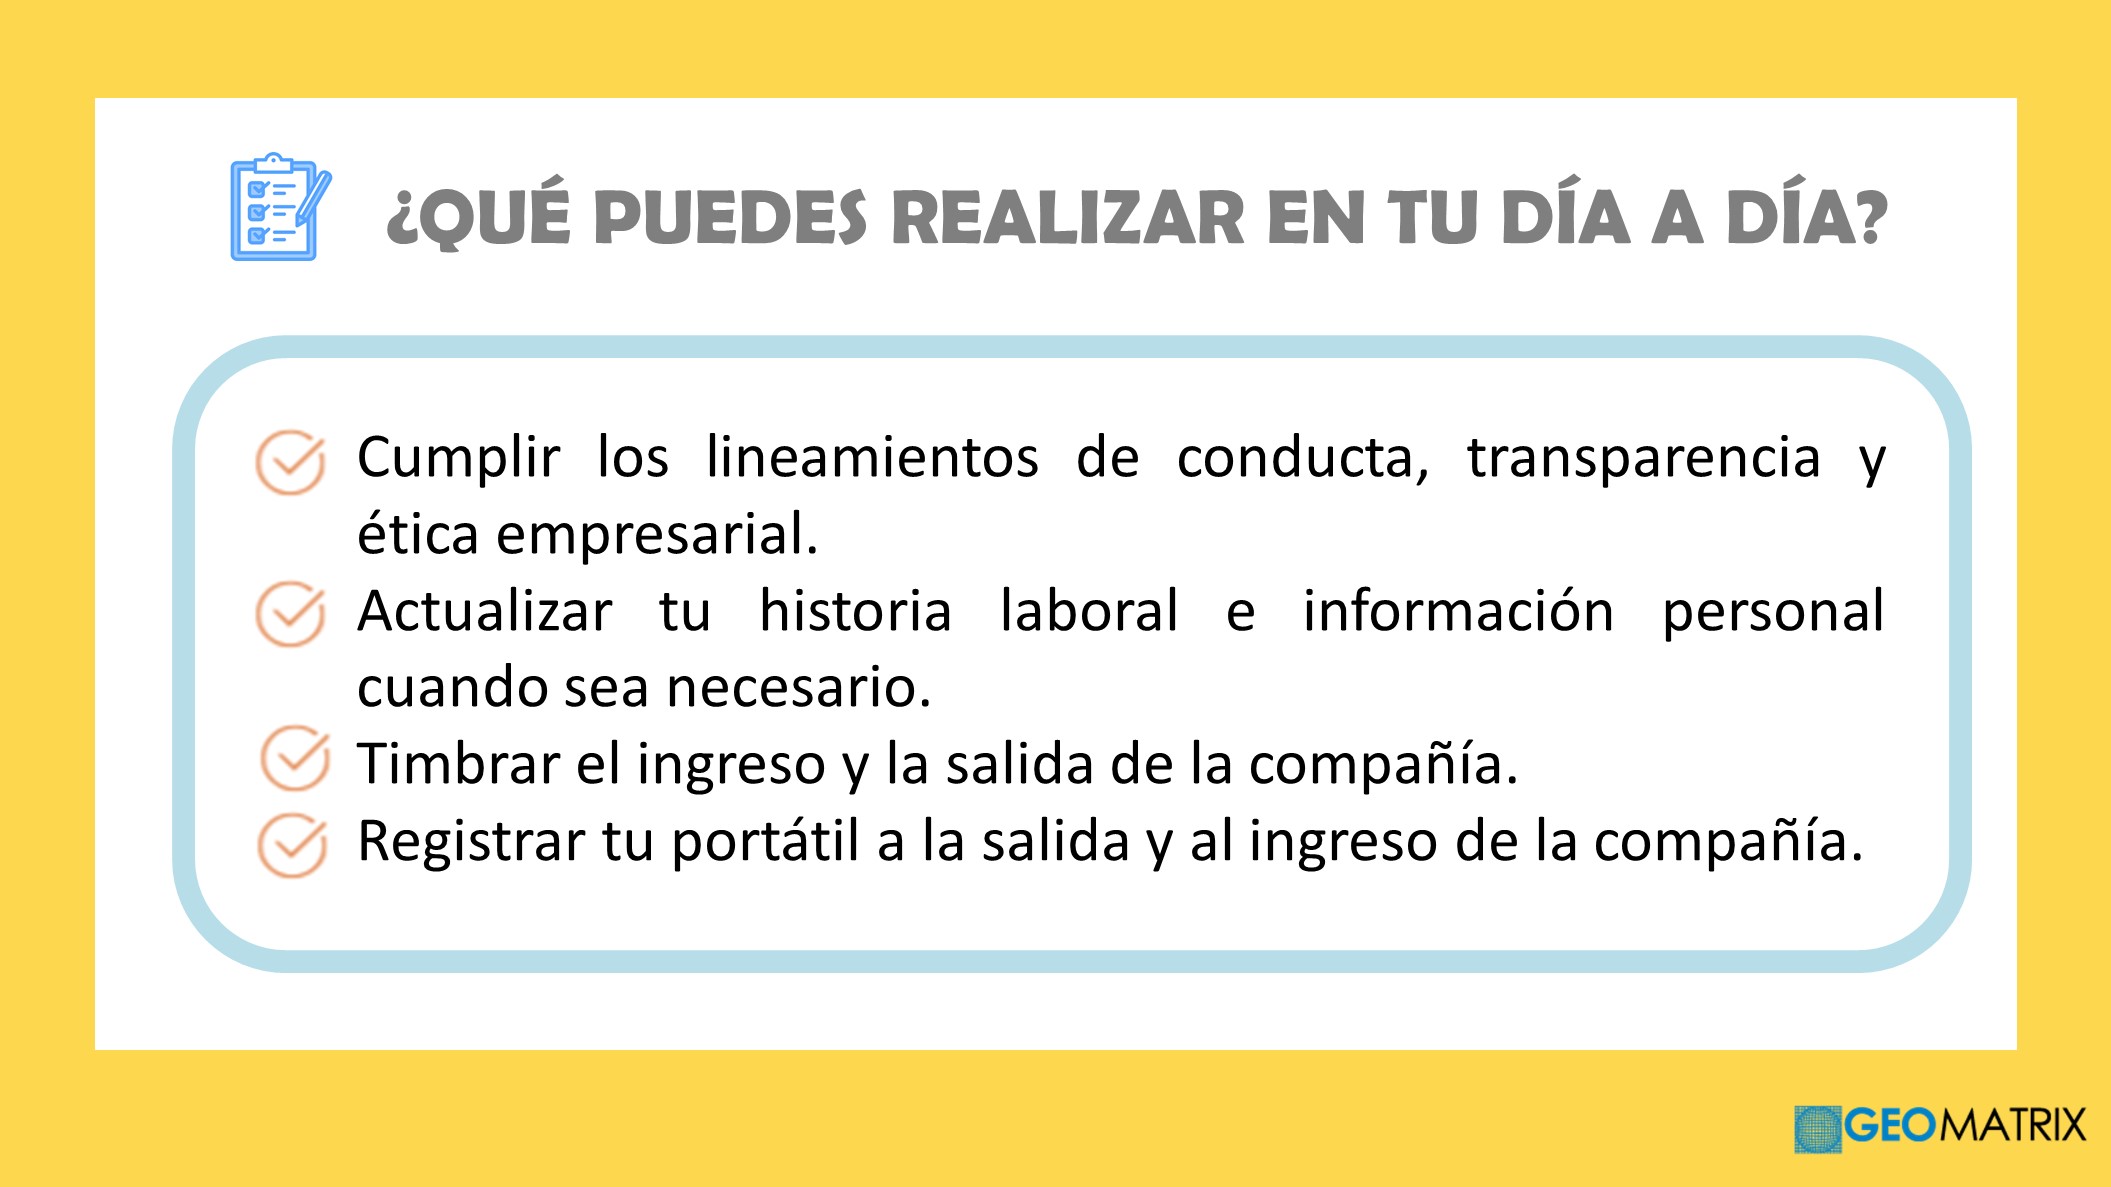 ¿QUÉ PUEDES REALIZAR EN TU DÍA A DÍA?
Cumplir los lineamientos de conducta, transparencia y
ética empresarial.
Actualizar tu historia laboral e información personal
cuando sea necesario.
Timbrar el ingreso y la salida de la compañía.
Registrar tu portátil a la salida y al ingreso de la compañía.
GEOMATRIX